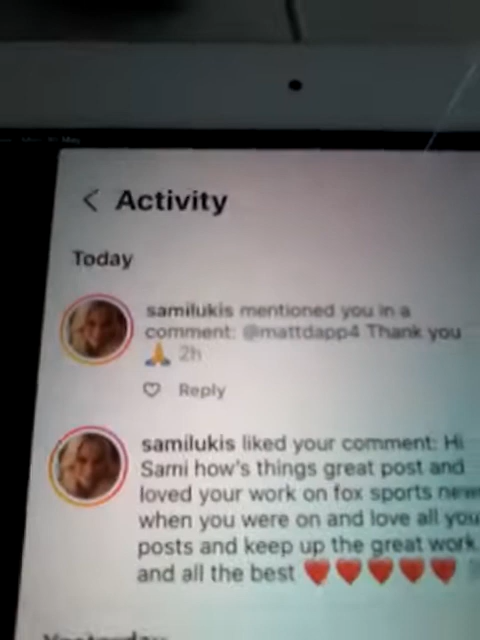 Activity
Today
samilukis mentioned you in a
comment: @mattdapp4 Thank you
🙏 2h
Reply
samilukis liked your comment: Hi
Sami how's things great post and
loved your work on fox sports news
when you were on and love all you
posts and keep up the great work
and all the best ❤️❤️❤️❤️❤️
Yesterday